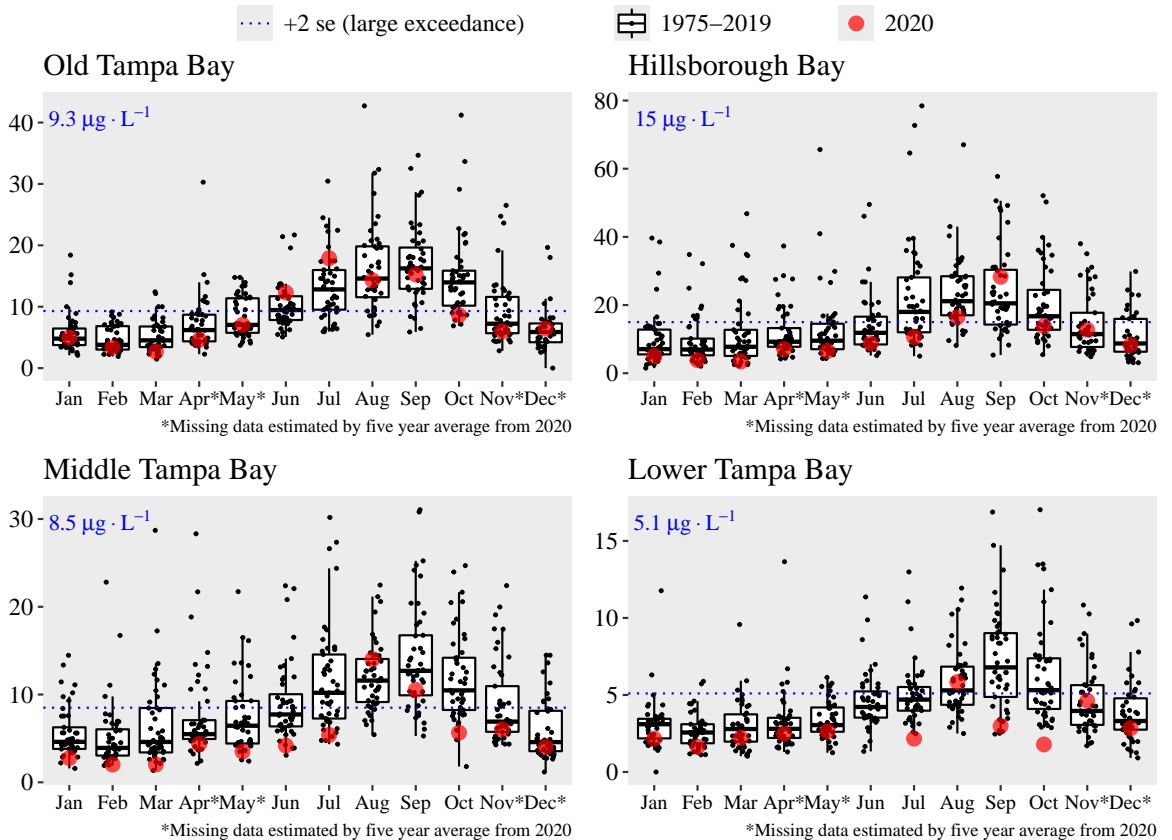 +2 se (large exceedance) 1975−2019 2020
Old Tampa Bay
9.3 μg · L⁻¹
40
30
20
10
0
Jan Feb Mar Apr* May* Jun Jul Aug Sep Oct Nov* Dec*
*Missing data estimated by five year average from 2020
Hillsborough Bay
15 μg · L⁻¹
80
60
40
20
0
Jan Feb Mar Apr* May* Jun Jul Aug Sep Oct Nov* Dec*
*Missing data estimated by five year average from 2020
Middle Tampa Bay
8.5 μg · L⁻¹
30
20
10
0
Jan Feb Mar Apr* May* Jun Jul Aug Sep Oct Nov* Dec*
*Missing data estimated by five year average from 2020
Lower Tampa Bay
5.1 μg · L⁻¹
15
10
5
0
Jan Feb Mar Apr* May* Jun Jul Aug Sep Oct Nov* Dec*
*Missing data estimated by five year average from 2020